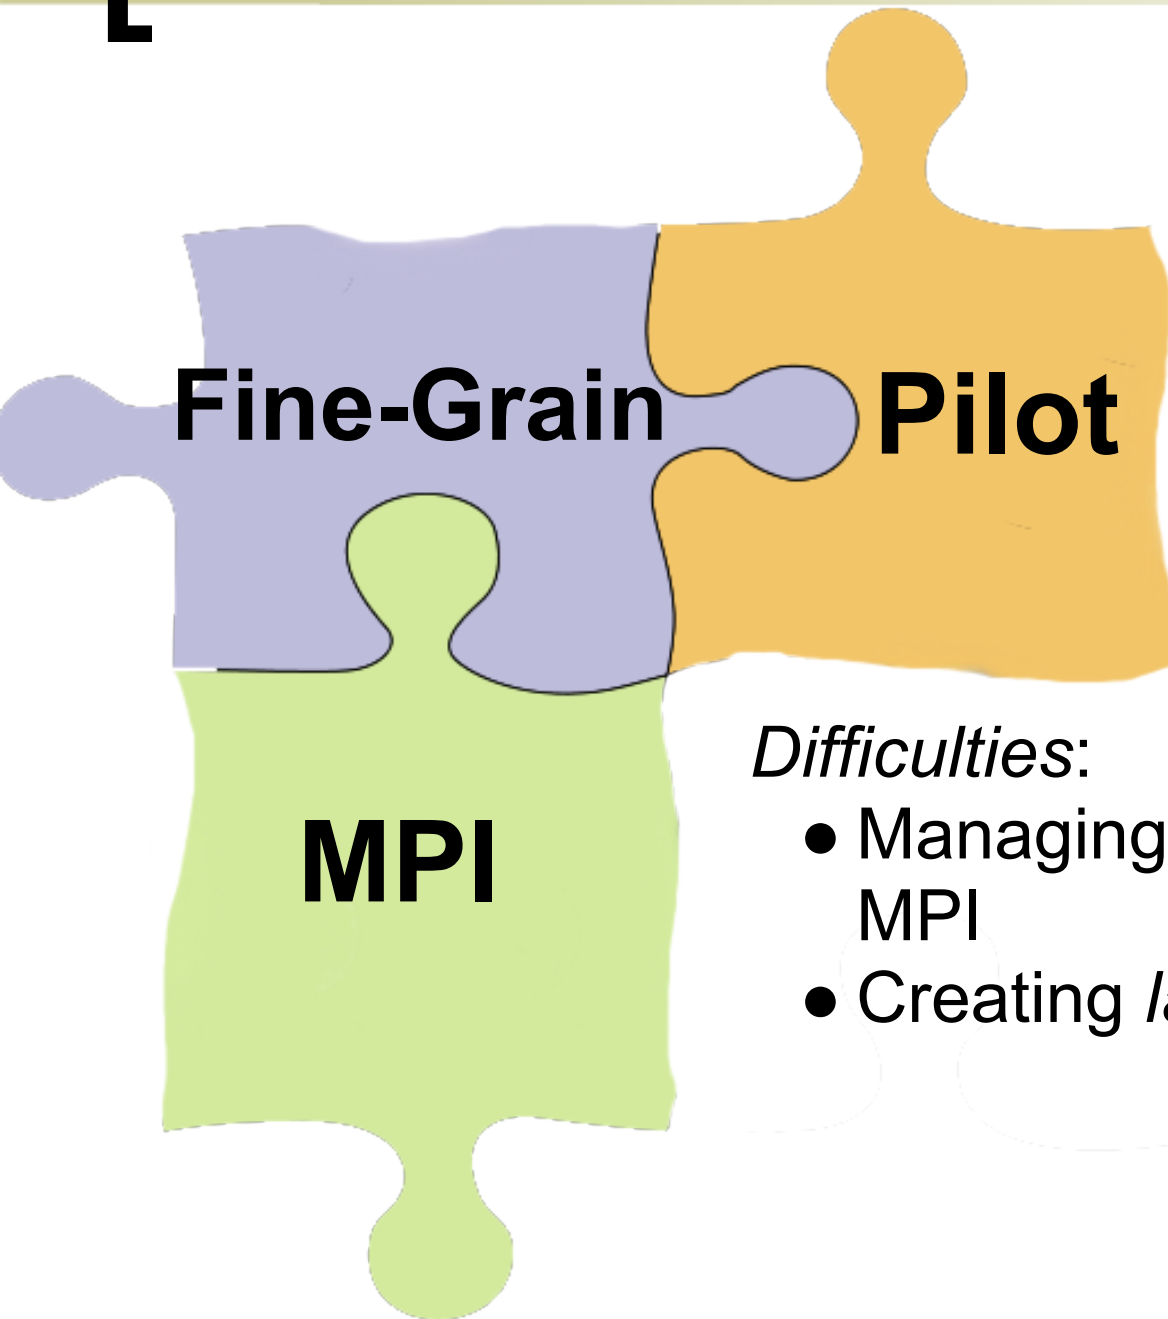 Fine-Grain
Pilot
MPI
Difficulties:
● Managing
MPI
● Creating